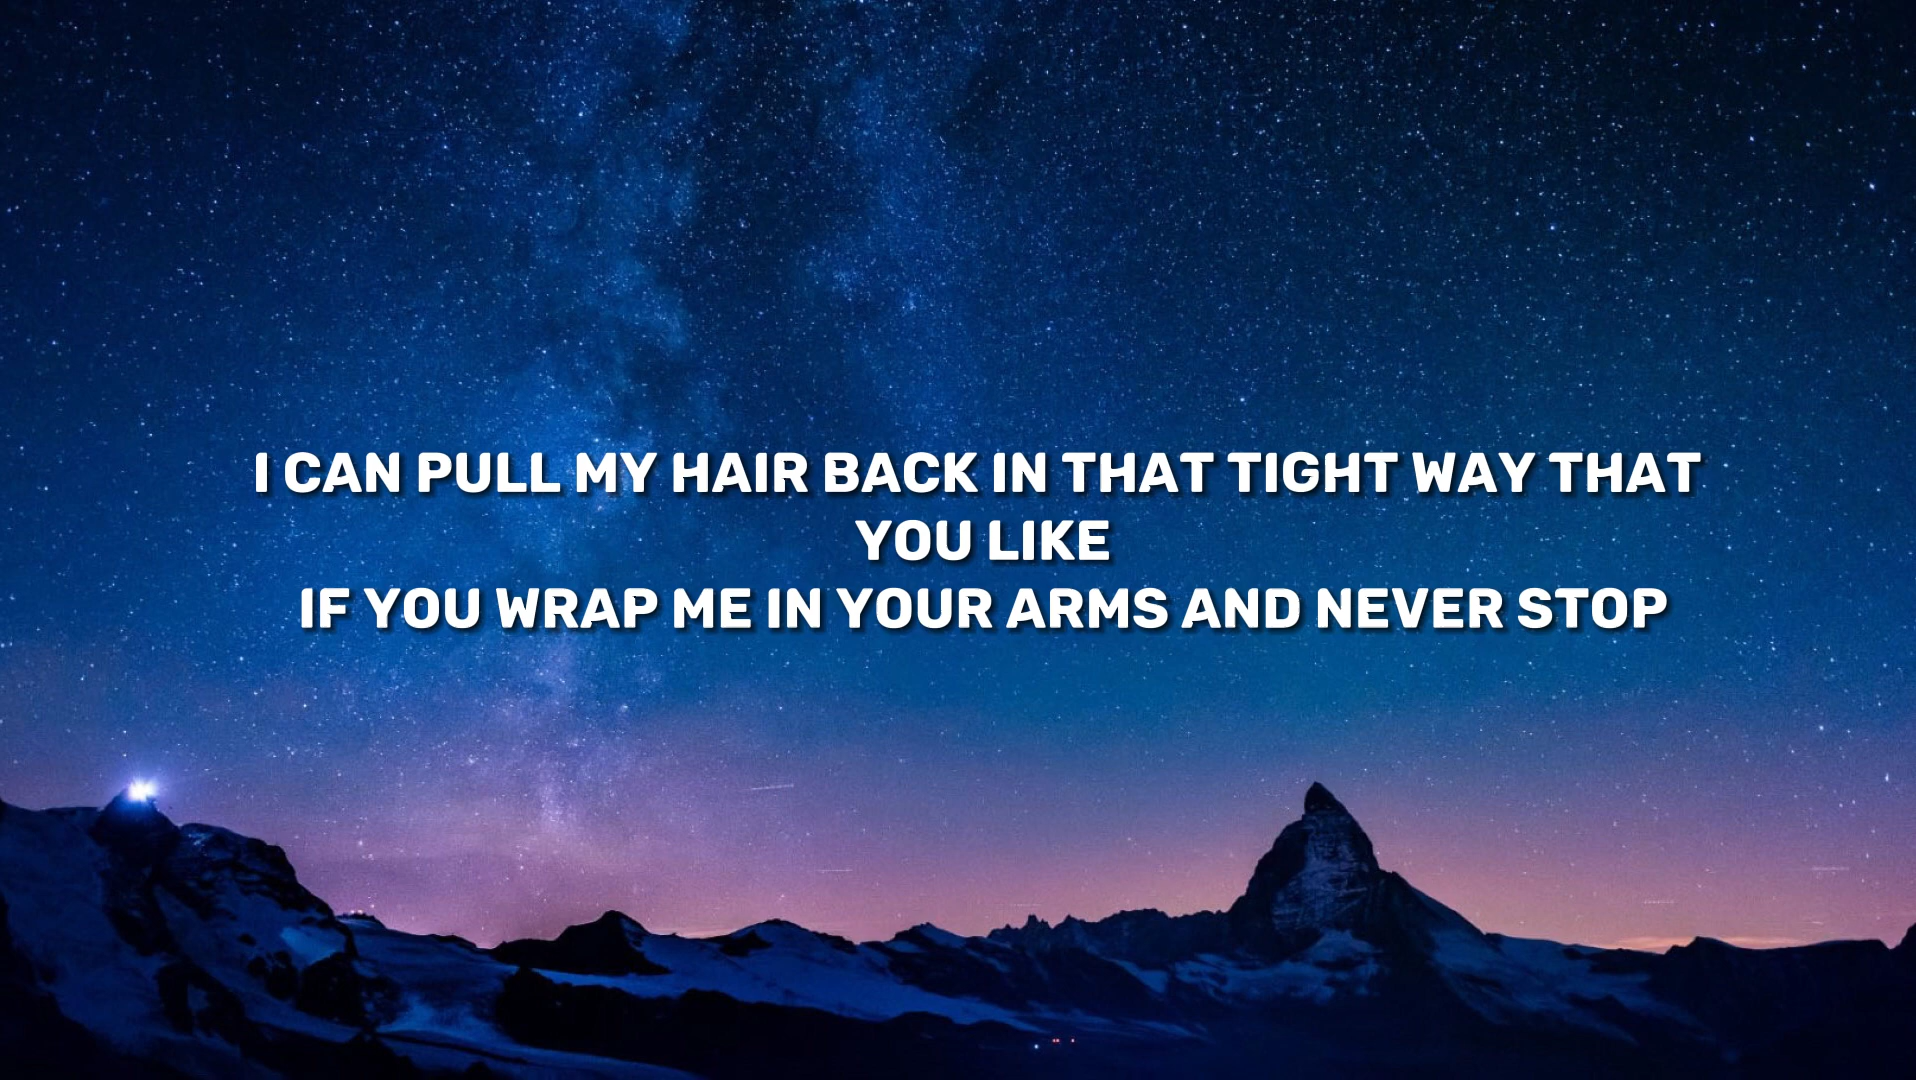 I CAN PULL MY HAIR BACK IN THAT TIGHT WAY THAT
YOU LIKE
IF YOU WRAP ME IN YOUR ARMS AND NEVER STOP